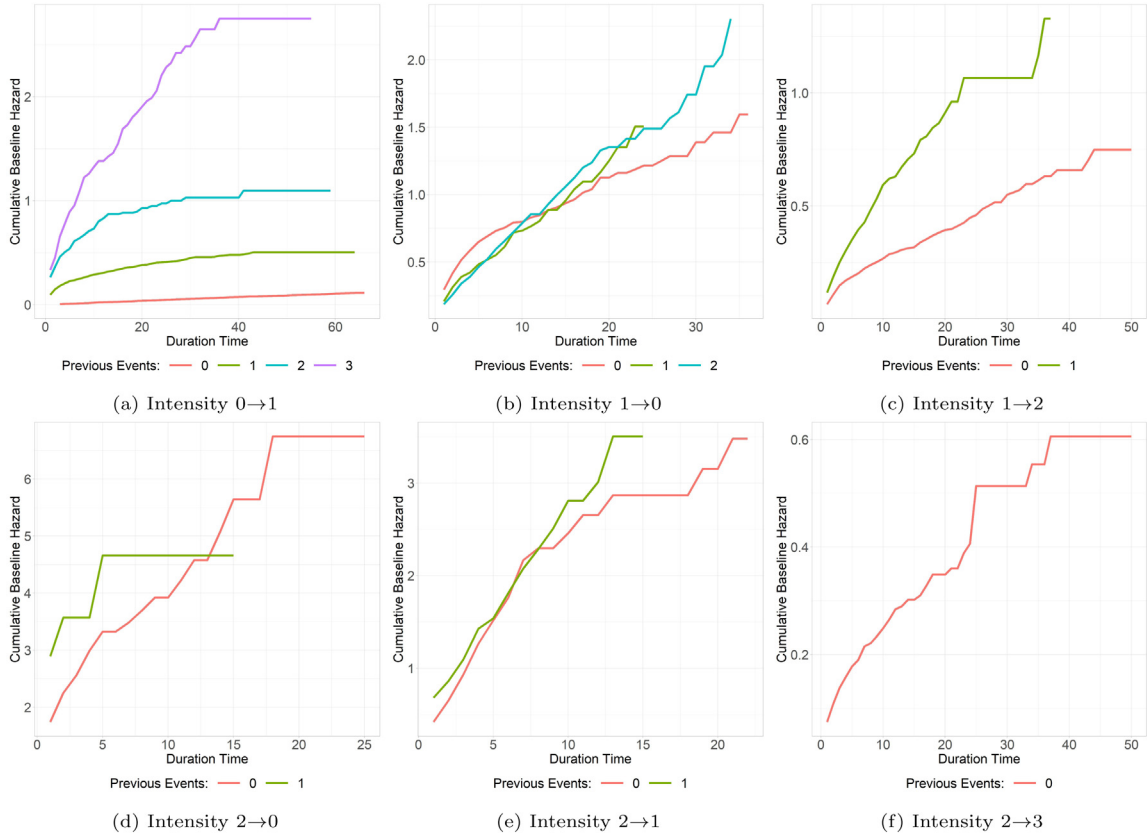 Cumulative Baseline Hazard
2
1
0
0
20
40
60
Duration Time
Previous Events: 0 1 2 3
(a) Intensity 0→1
Cumulative Baseline Hazard
2.0
1.5
1.0
0.5
0
10
20
30
Duration Time
Previous Events: 0 1 2
(b) Intensity 1→0
Cumulative Baseline Hazard
1.0
0.5
0
10
20
30
40
50
Duration Time
Previous Events: 0 1
(c) Intensity 1→2
Cumulative Baseline Hazard
6
5
4
3
2
0
5
10
15
20
25
Duration Time
Previous Events: 0 1
(d) Intensity 2→0
Cumulative Baseline Hazard
3
2
1
0
5
10
15
20
Duration Time
Previous Events: 0 1
(e) Intensity 2→1
Cumulative Baseline Hazard
0.6
0.4
0.2
0
10
20
30
40
50
Duration Time
Previous Events: 0
(f) Intensity 2→3